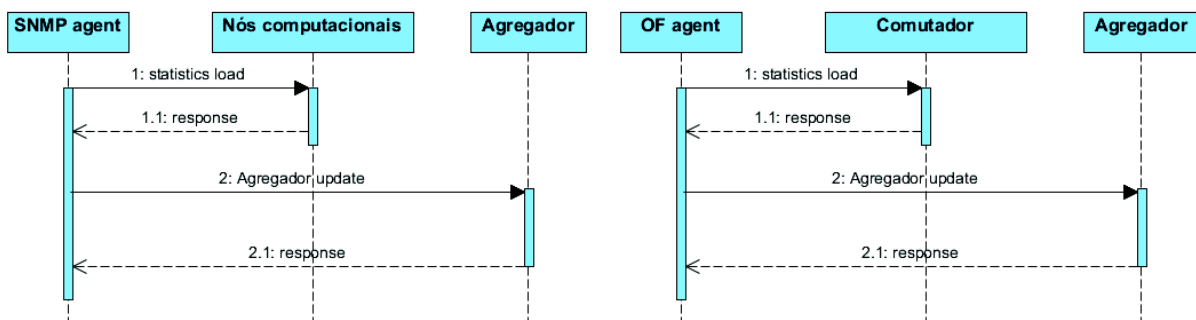 SNMP agent
Nós computacionais
Agregador
1: statistics load
1.1: response
2: Agregador update
2.1: response
OF agent
Comutador
Agregador
1: statistics load
1.1: response
2: Agregador update
2.1: response